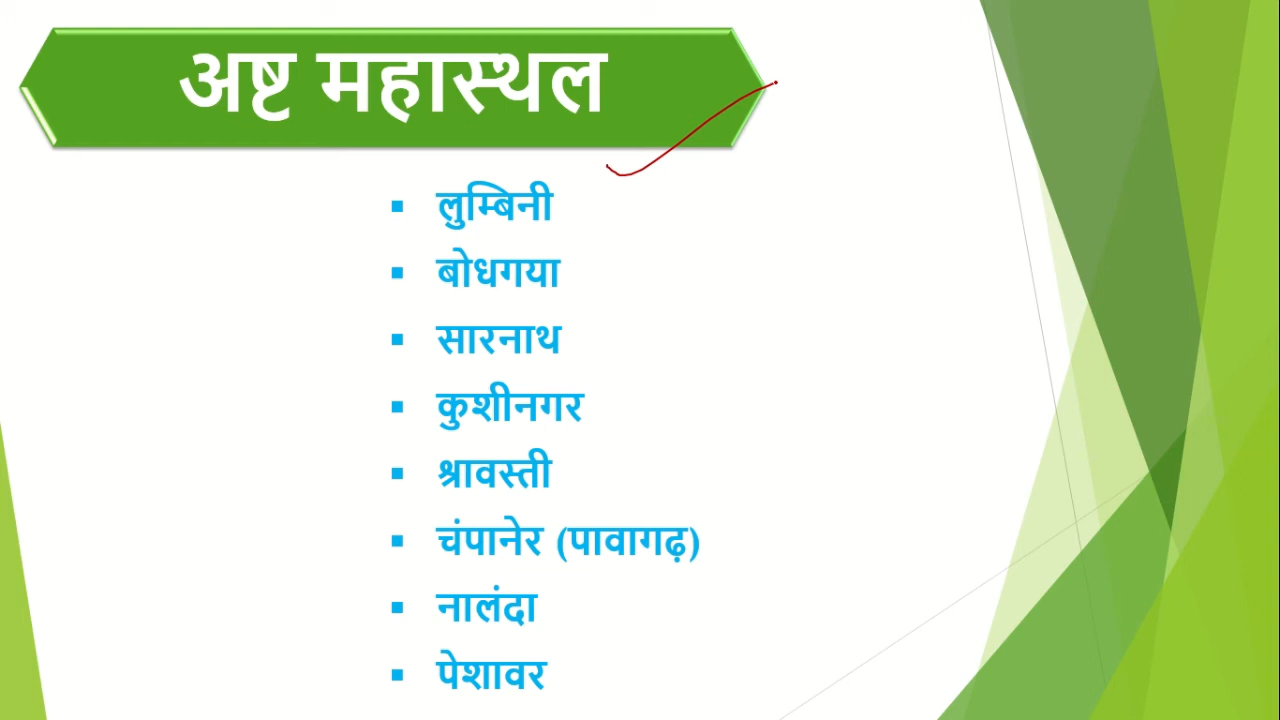 अष्ट महास्थल
▪ लुम्बिनी
▪ बोधगया
▪ सारनाथ
▪ कुशीनगर
▪ श्रावस्ती
▪ चंपानेर (पावागढ़)
▪ नालंदा
▪ पेशावर